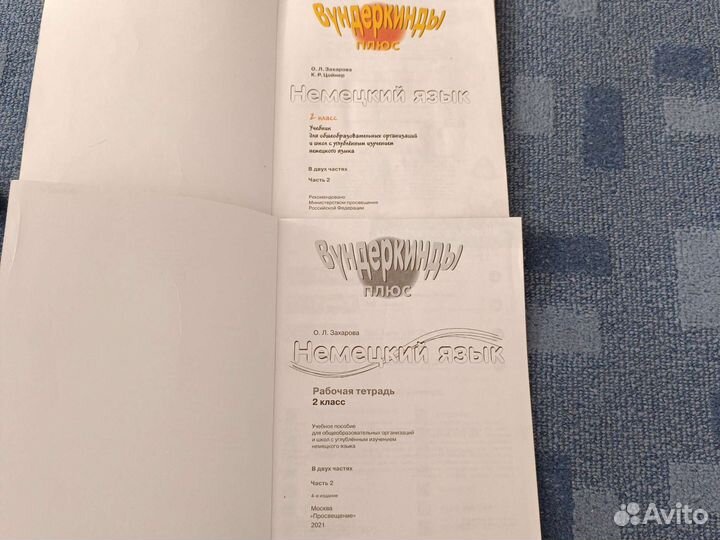 Вундеркинды
плюс
О. Л. Захарова
К. Р. Цойнер
Немецкий язык
2 класс
Учебник
для общеобразовательных организаций
и школ с углублённым изучением
немецкого языка
В двух частях
Часть 2
Рекомендовано
Министерством просвещения
Российской Федерации
Вундеркинды
плюс
О. Л. Захарова
Немецкий язык
Рабочая тетрадь
2 класс
Учебное пособие
для общеобразовательных организаций
и школ с углублённым изучением
немецкого языка
В двух частях
Часть 2
4-е издание
Москва
«Просвещение»
2021
Avito